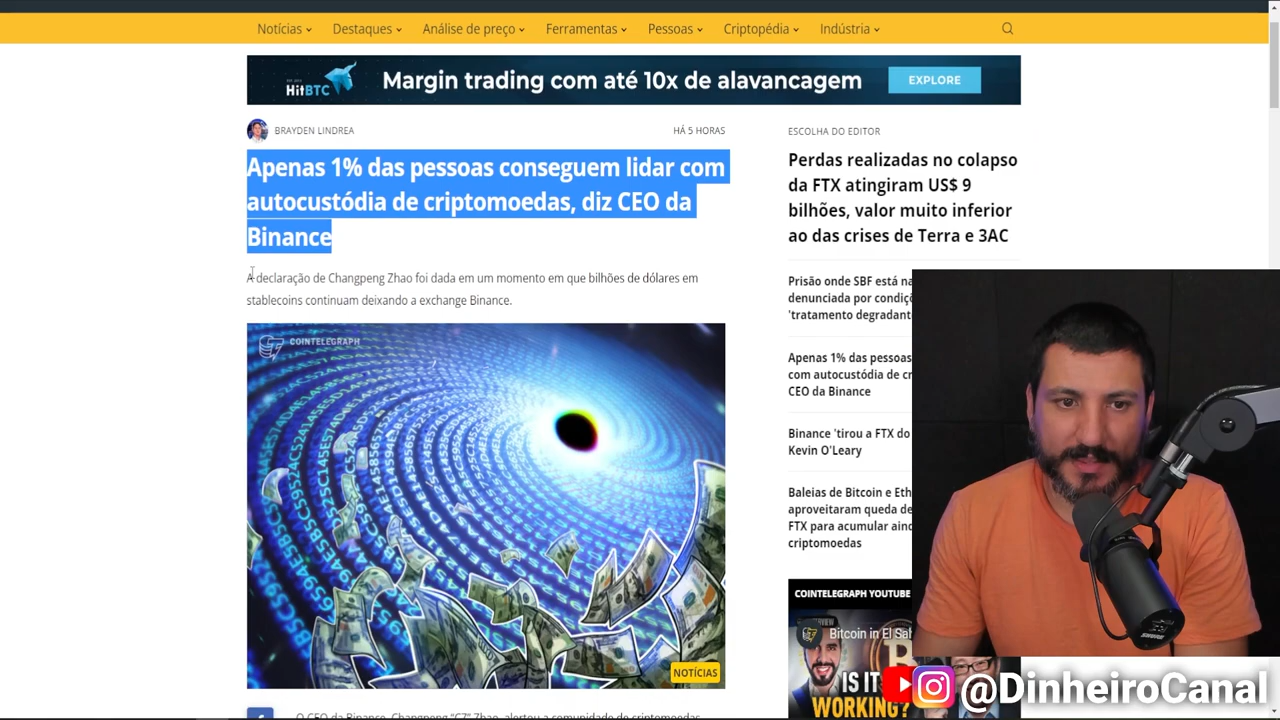 Notícias
Destaques
Análise de preço
Ferramentas
Pessoas
Criptopédia
Indústria
HitBTC
Margin trading com até 10x de alavancagem
EXPLORE
BRAYDEN LINDREA
HÁ 5 HORAS
Apenas 1% das pessoas conseguem lidar com
autocustódia de criptomoedas, diz CEO da
Binance
A declaração de Changpeng Zhao foi dada em um momento em que bilhões de dólares em
stablecoins continuam deixando a exchange Binance.
COINTELEGRAPH
NOTÍCIAS
O CEO da Binance, Changpeng "CZ" Zhao, alertou a comunidade de criptomoedas
ESCOLHA DO EDITOR
Perdas realizadas no colapso
da FTX atingiram US$ 9
bilhões, valor muito inferior
ao das crises de Terra e 3AC
Prisão onde SBF está na
denunciada por condiçõ
'tratamento degradant
Apenas 1% das pessoas
com autocustódia de cr
CEO da Binance
Binance 'tirou a FTX do
Kevin O'Leary
Baleias de Bitcoin e Eth
aproveitaram queda de
FTX para acumular aind
criptomoedas
COINTELEGRAPH YOUTUBE
Bitcoin in El Sal
IS I
WORKING?
@DinheiroCanal